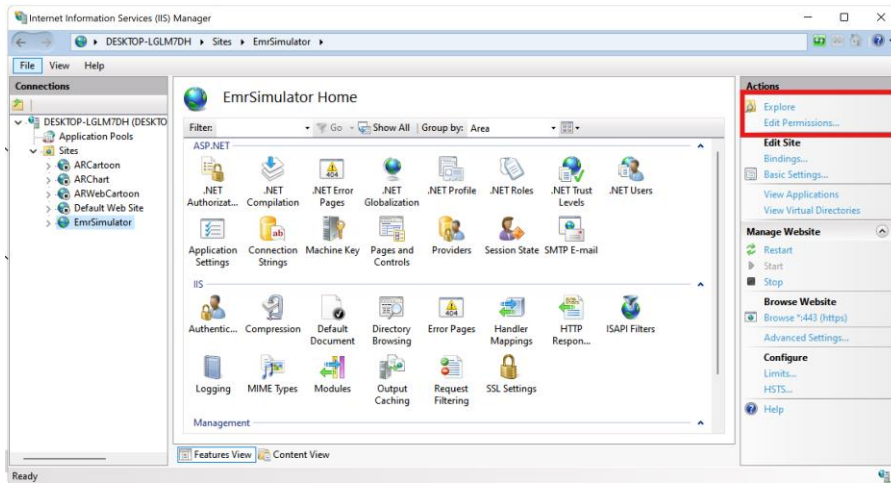 Internet Information Services (IIS) Manager
DESKTOP-LGLM7DH Sites EmrSimulator
File View Help
Connections
DESKTOP-LGLM7DH (DESKTO
Application Pools
Sites
ARCartoon
ARChart
ARWebCartoon
Default Web Site
EmrSimulator
EmrSimulator Home
Filter: Go Show All Group by: Area
ASP.NET
.NET Authorizat...
.NET Compilation
.NET Error Pages
.NET Globalization
.NET Profile
.NET Roles
.NET Trust Levels
.NET Users
Application Settings
Connection Strings
Machine Key
Pages and Controls
Providers
Session State
SMTP E-mail
IIS
Authentic...
Compression
Default Document
Directory Browsing
Error Pages
Handler Mappings
HTTP Respon...
ISAPI Filters
Logging
MIME Types
Modules
Output Caching
Request Filtering
SSL Settings
Management
Features View Content View
Actions
Explore
Edit Permissions...
Edit Site
Bindings...
Basic Settings...
View Applications
View Virtual Directories
Manage Website
Restart
Start
Stop
Browse Website
Browse *:443 (https)
Advanced Settings...
Configure
Limits...
HSTS...
Help
Ready